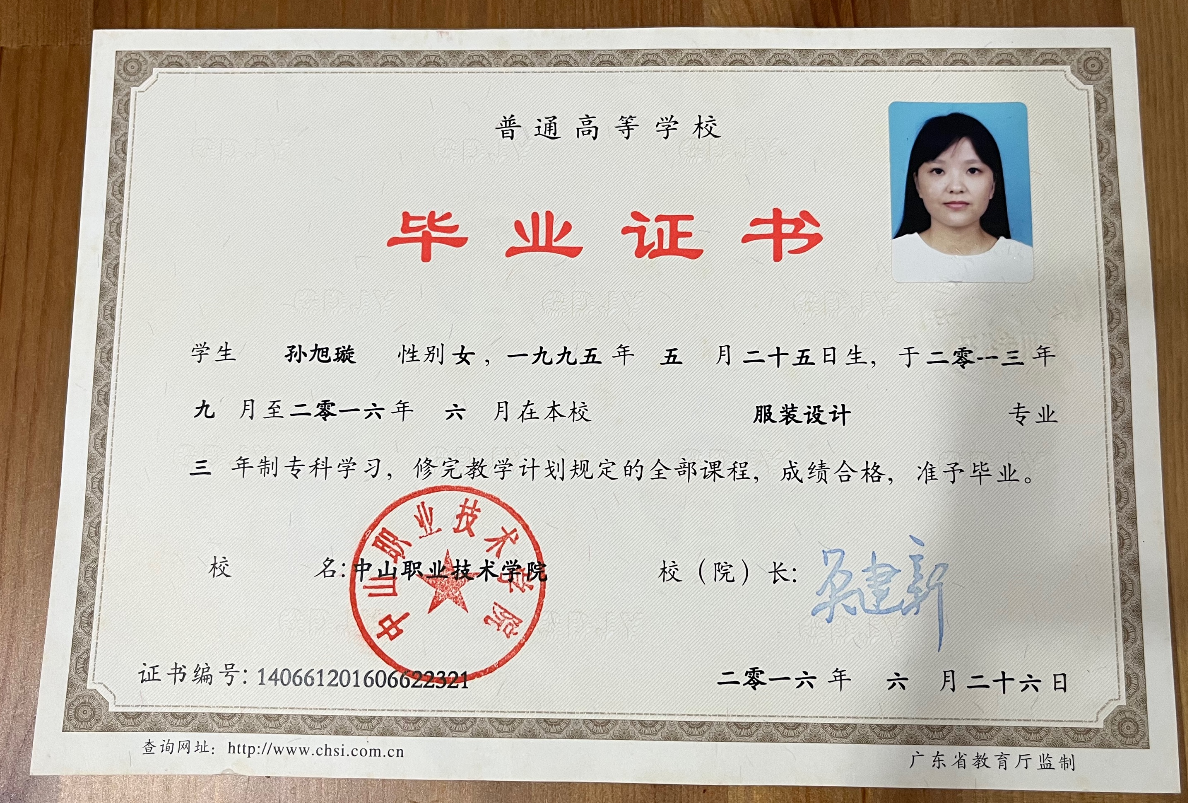 普通高等学校
毕业证书
学生 孙旭璇 性别女，一九九五年 五 月二十五日生，于二零一三年
九 月至二零一六年 六 月在本校 服装设计 专业
三 年制专科学习，修完教学计划规定的全部课程，成绩合格，准予毕业。
校 名：中山职业技术学院
中山职业技术学院
校（院）长：吴建新
证书编号：140661201606622321
二零一六年 六 月二十六日
查询网址：http://www.chsi.com.cn
广东省教育厅监制